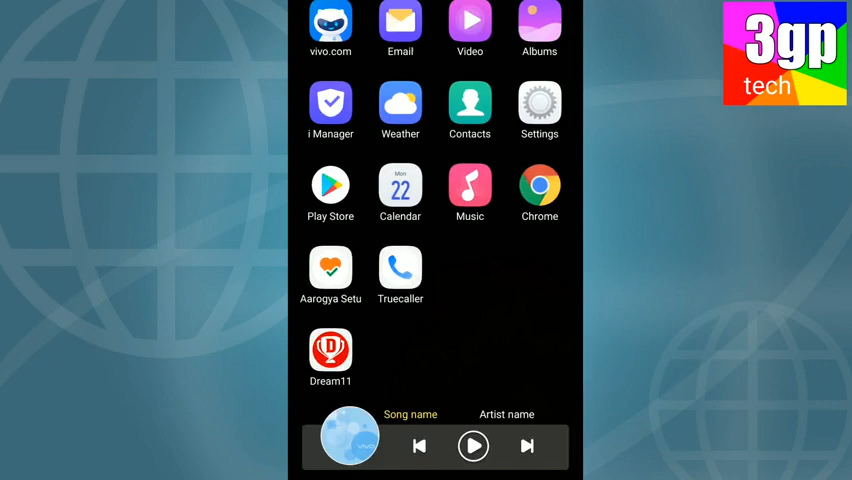 3gp
tech
vivo.com
Email
Video
Albums
i Manager
Weather
Contacts
Settings
Mon
22
Play Store
Calendar
Music
Chrome
Aarogya Setu
Truecaller
D
Dream11
Song name
Artist name
vivo